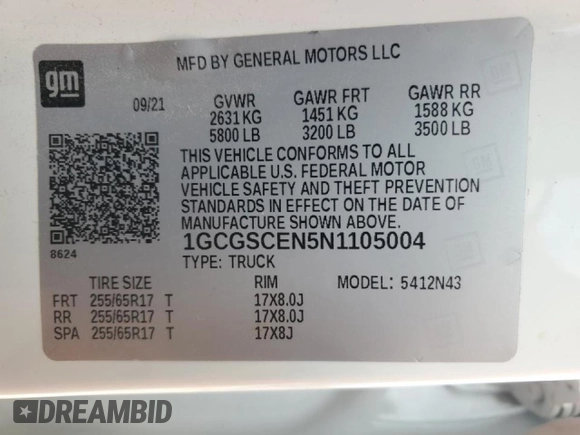 gm
MFD BY GENERAL MOTORS LLC
09/21 GVWR GAWR FRT GAWR RR
2631 KG 1451 KG 1588 KG
5800 LB 3200 LB 3500 LB
THIS VEHICLE CONFORMS TO ALL
APPLICABLE U.S. FEDERAL MOTOR
VEHICLE SAFETY AND THEFT PREVENTION
STANDARDS IN EFFECT ON THE DATE OF
MANUFACTURE SHOWN ABOVE.
8624
1GCGSCEN5N1105004
TYPE: TRUCK
TIRE SIZE RIM MODEL: 5412N43
FRT 255/65R17 T 17X8.0J
RR 255/65R17 T 17X8.0J
SPA 255/65R17 T 17X8J
DREAMBID